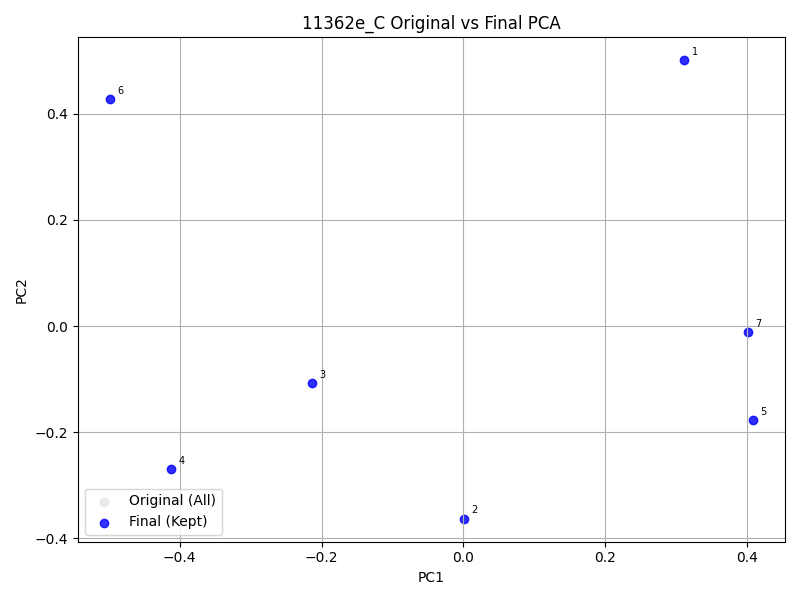 11362e_C Original vs Final PCA
1
6
0.4
0.2
PC2
0.0
7
3
−0.2
5
4
2
−0.4
Original (All)
Final (Kept)
−0.4 −0.2 0.0 0.2 0.4
PC1